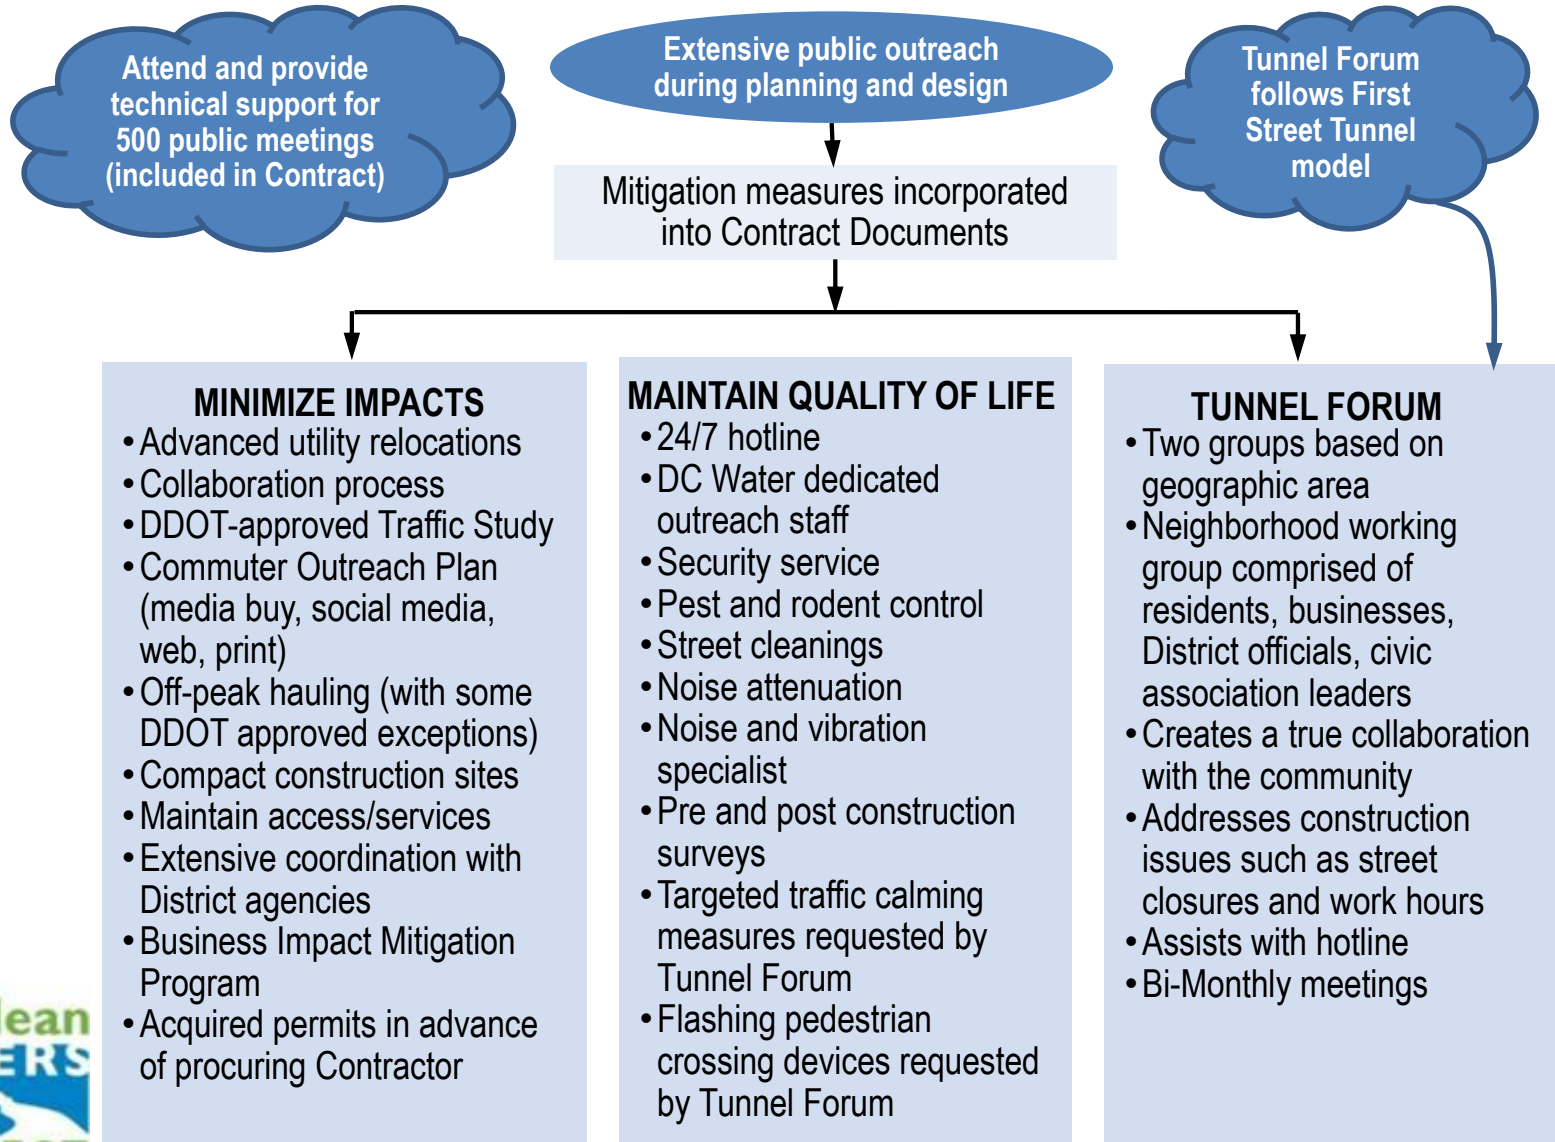 Attend and provide
technical support for
500 public meetings
(included in Contract)
Extensive public outreach
during planning and design
Tunnel Forum
follows First
Street Tunnel
model
Mitigation measures incorporated
into Contract Documents
MINIMIZE IMPACTS
• Advanced utility relocations
• Collaboration process
• DDOT-approved Traffic Study
• Commuter Outreach Plan
(media buy, social media,
web, print)
• Off-peak hauling (with some
DDOT approved exceptions)
• Compact construction sites
• Maintain access/services
• Extensive coordination with
District agencies
• Business Impact Mitigation
Program
• Acquired permits in advance
of procuring Contractor
MAINTAIN QUALITY OF LIFE
• 24/7 hotline
• DC Water dedicated
outreach staff
• Security service
• Pest and rodent control
• Street cleanings
• Noise attenuation
• Noise and vibration
specialist
• Pre and post construction
surveys
• Targeted traffic calming
measures requested by
Tunnel Forum
• Flashing pedestrian
crossing devices requested
by Tunnel Forum
TUNNEL FORUM
• Two groups based on
geographic area
• Neighborhood working
group comprised of
residents, businesses,
District officials, civic
association leaders
• Creates a true collaboration
with the community
• Addresses construction
issues such as street
closures and work hours
• Assists with hotline
• Bi-Monthly meetings
lean
ERS